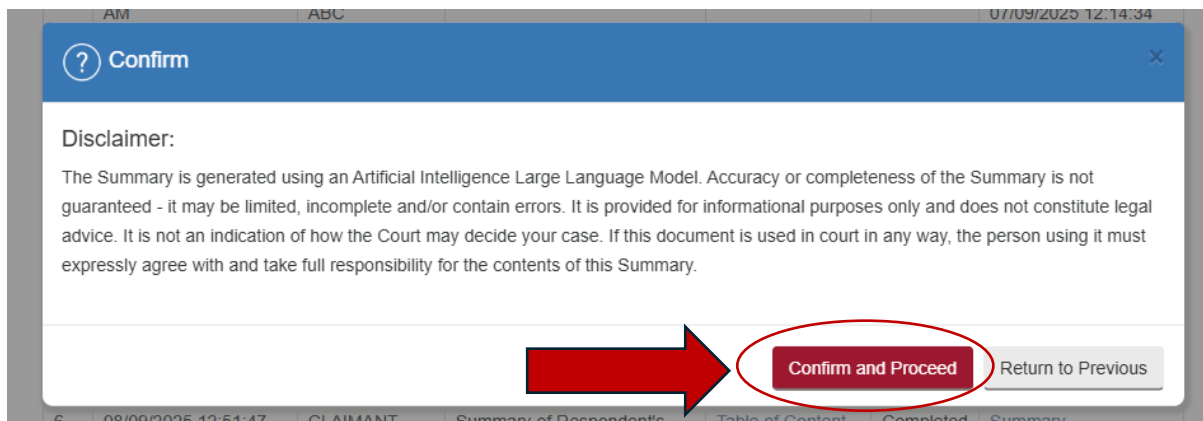 AM ABC 07/09/2025 12:14:34
? Confirm ×
Disclaimer:
The Summary is generated using an Artificial Intelligence Large Language Model. Accuracy or completeness of the Summary is not
guaranteed - it may be limited, incomplete and/or contain errors. It is provided for informational purposes only and does not constitute legal
advice. It is not an indication of how the Court may decide your case. If this document is used in court in any way, the person using it must
expressly agree with and take full responsibility for the contents of this Summary.
Confirm and Proceed Return to Previous
6 08/09/2025 12:51:47 CLAIMANT Summary of Respondent's Table of Content Completed Summary